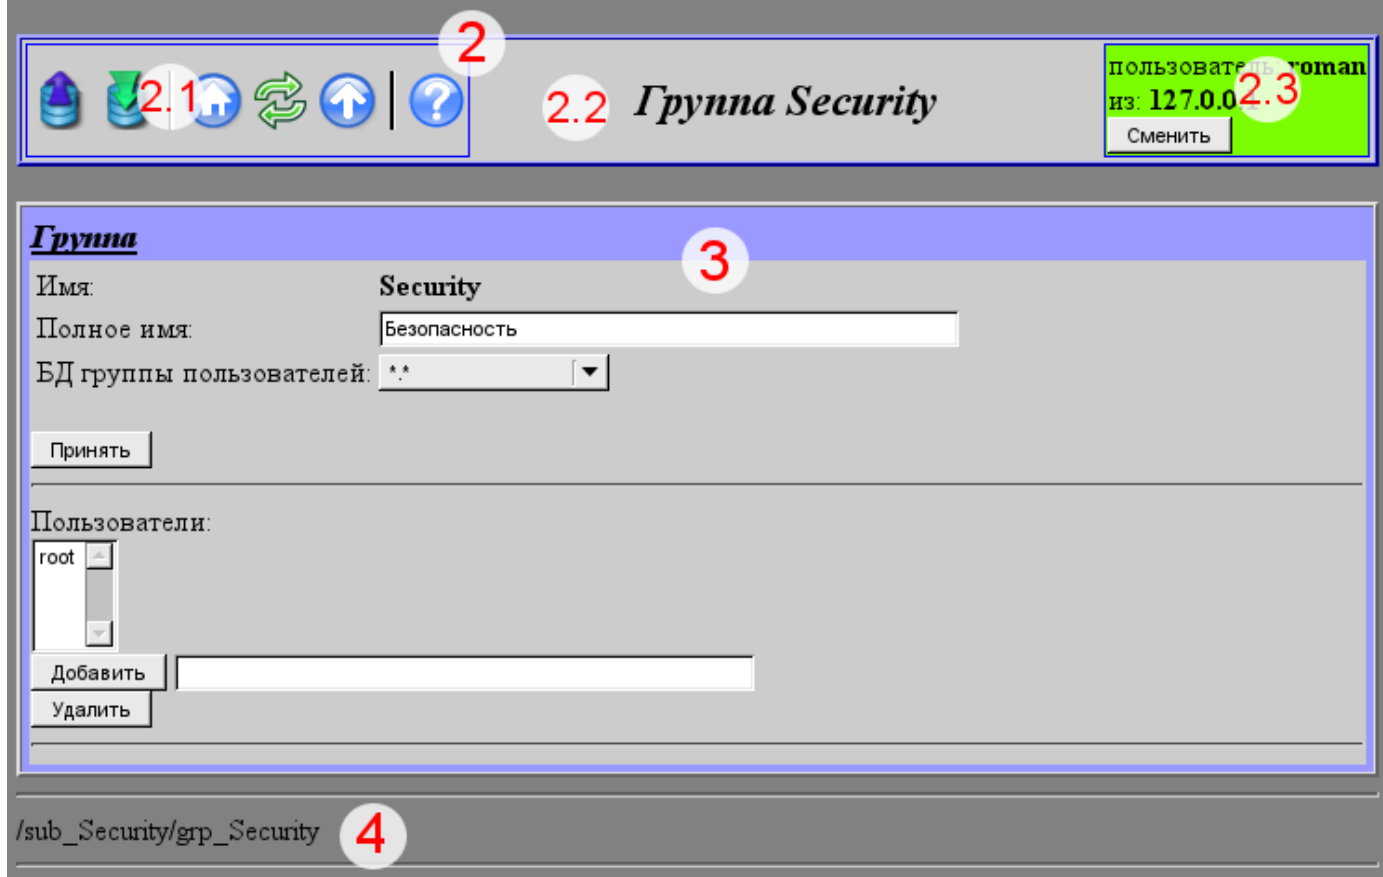 2
2.1
2.2
Группа Security
пользователь: roman
из: 127.0.0
2.3
Сменить
Группа
3
Имя: Security
Полное имя: Безопасность
БД группы пользователей: *.*
Принять
Пользователи:
root
Добавить
Удалить
/sub_Security/grp_Security
4